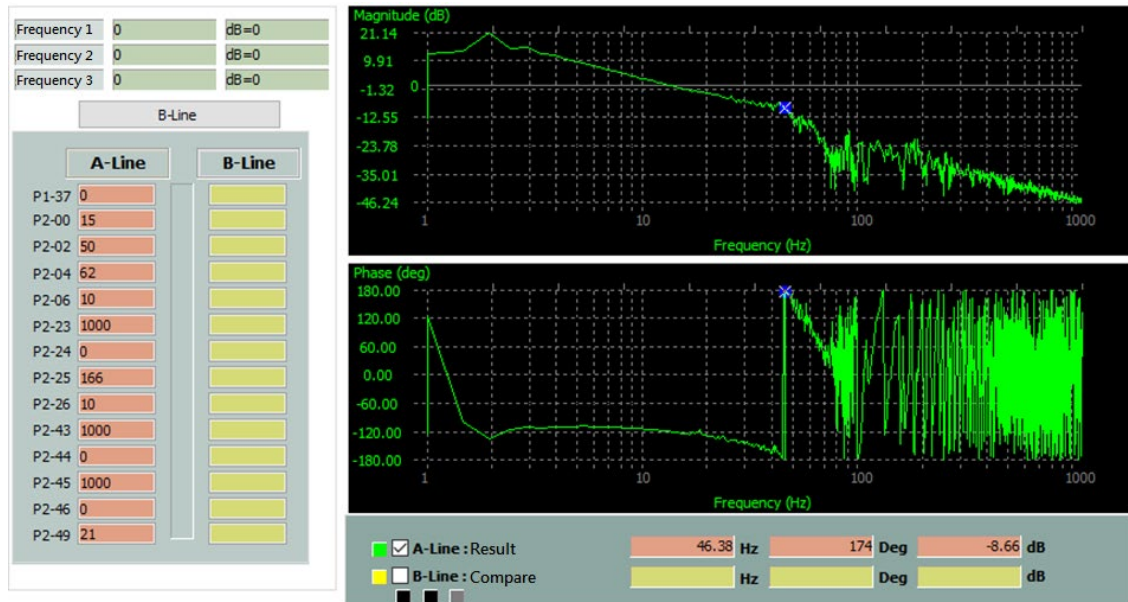 Frequency 1 0 dB=0
Frequency 2 0 dB=0
Frequency 3 0 dB=0
B-Line
A-Line B-Line
P1-37 0
P2-00 15
P2-02 50
P2-04 62
P2-06 10
P2-23 1000
P2-24 0
P2-25 166
P2-26 10
P2-43 1000
P2-44 0
P2-45 1000
P2-46 0
P2-49 21
Magnitude (dB)
21.14
9.91
0
-1.32
-12.55
-23.78
-35.01
-46.24
1 10 100 1000
Frequency (Hz)
Phase (deg)
180.00
120.00
60.00
0.00
-60.00
-120.00
-180.00
1 10 100 1000
Frequency (Hz)
A-Line : Result 46.38 Hz 174 Deg -8.66 dB
B-Line : Compare Hz Deg dB